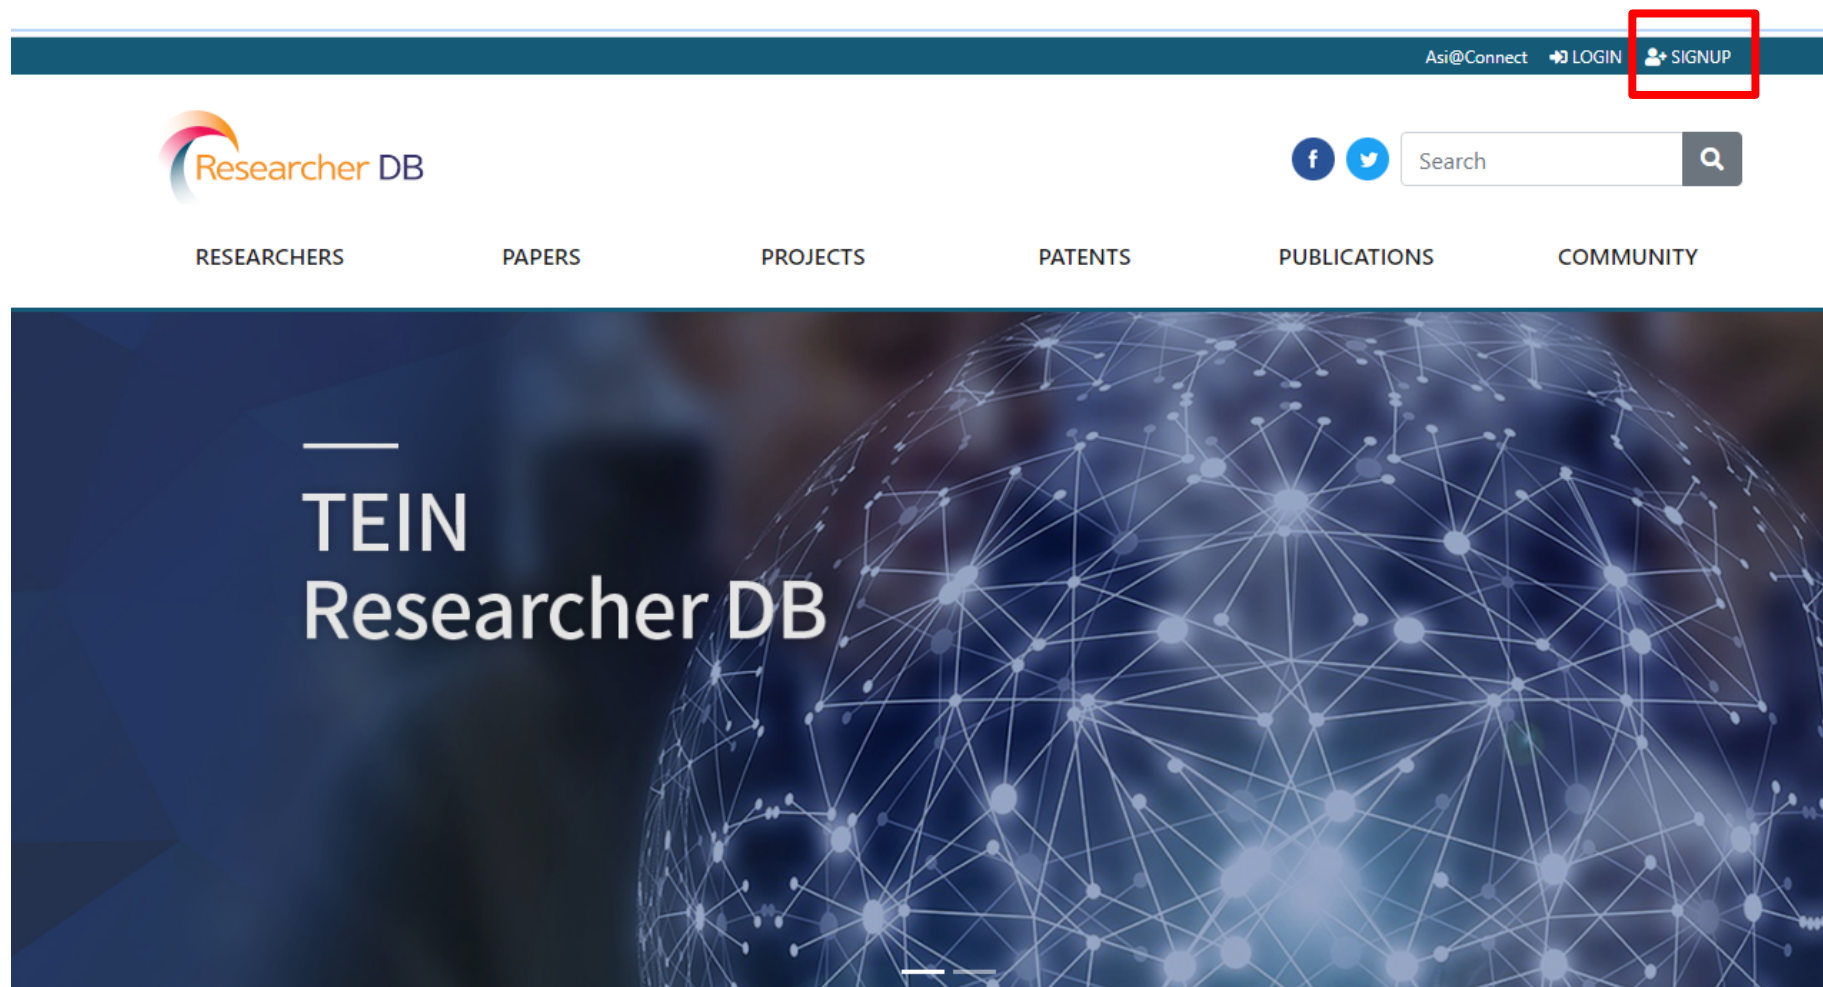 Asi@Connect LOGIN SIGNUP
Researcher DB
Search
RESEARCHERS PAPERS PROJECTS PATENTS PUBLICATIONS COMMUNITY
TEIN
Researcher DB